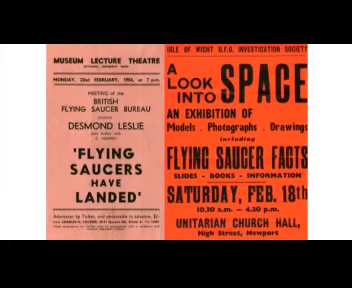 MUSEUM LECTURE THEATRE
MONDAY, 22nd FEBRUARY, 1954, at 7 p.m.
MEETING of the
BRITISH
FLYING SAUCER BUREAU
DESMOND LESLIE
'FLYING
SAUCERS
HAVE
LANDED'
Admission by Ticket,
ISLE OF WIGHT U.F.O. INVESTIGATION SOCIETY
A
LOOK
INTO SPACE
AN EXHIBITION OF
Models . Photographs . Drawings
including
FLYING SAUCER FACTS
SLIDES - BOOKS - INFORMATION
SATURDAY, FEB. 18th
10.30 a.m. - 4.30 p.m.
UNITARIAN CHURCH HALL,
High Street, Newport